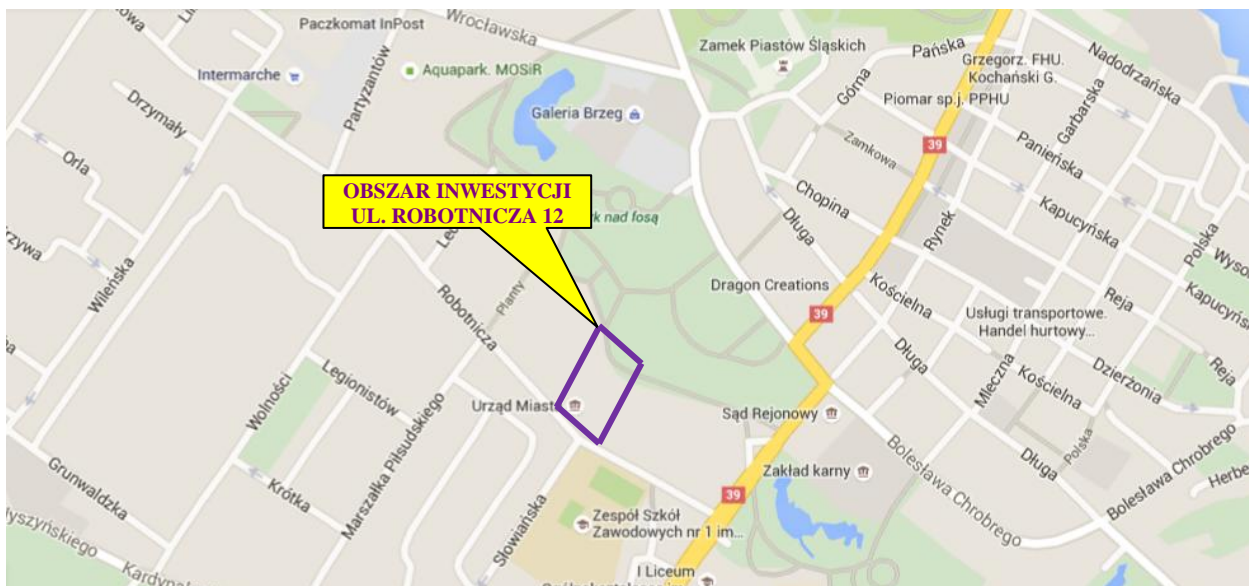 Paczkomat InPost
Wrocławska
Zamek Piastów Śląskich
Pańska
Nadodrzańska
Grzegorz. FHU.
Kochański G.
Intermarche
Partyzantów
Aquapark. MOSiR
Górna
Piomar sp.j. PPHU
Garbarska
Drzymały
Galeria Brzeg
39
Zamkowa
Panieńska
Orla
Chopina
Kapucyńska
Polska
OBSZAR INWESTYCJI
UL. ROBOTNICZA 12
nad fosą
Długa
Rynek
Wileńska
Robotnicza
Planty
Dragon Creations
39
Kościelna
Usługi transportowe.
Handel hurtowy...
Reja
Kapucyńs
Wolności
Legionistów
Długa
Mleczna
Kościelna
Dzierżonia
Reja
Urząd Miasta
Sąd Rejonowy
Marszałka Piłsudskiego
Bolesława Chrobrego
Długa
Polska
Bolesława Chrobrego
Grunwaldzka
Krótka
Zakład karny
39
Słowiańska
Zespół Szkół
Zawodowych nr 1 im...
I Liceum